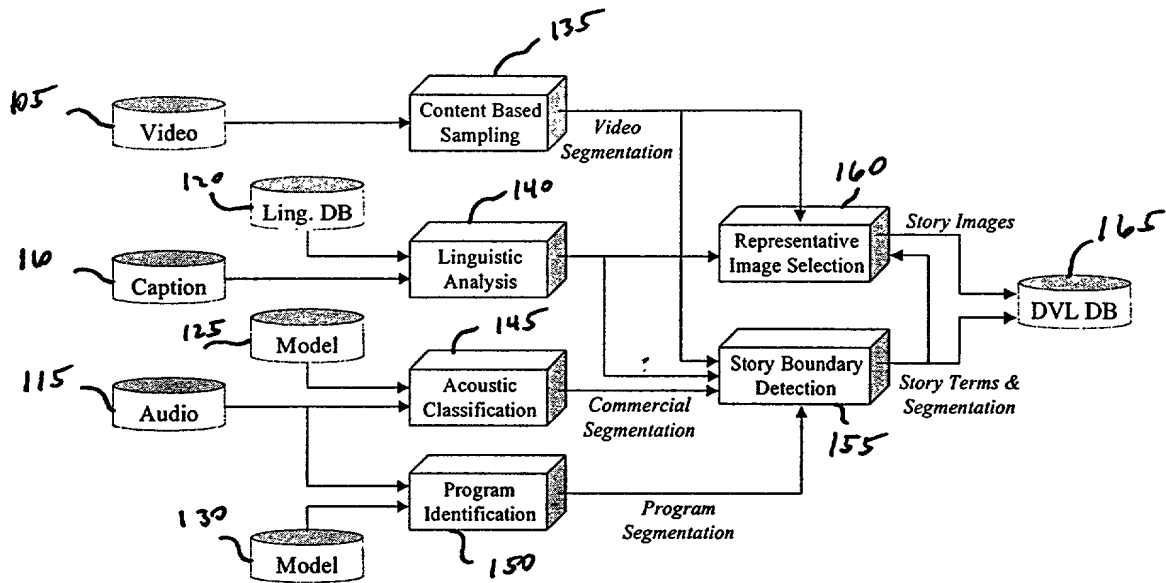 135
105
Video
Content Based
Sampling
Video
Segmentation
120
Ling. DB
140
160
Story Images
165
110
Caption
Linguistic
Analysis
Representative
Image Selection
DVL DB
125
Model
145
115
Audio
Acoustic
Classification
Commercial
Segmentation
Story Boundary
Detection
Story Terms &
Segmentation
155
130
Model
Program
Identification
150
Program
Segmentation